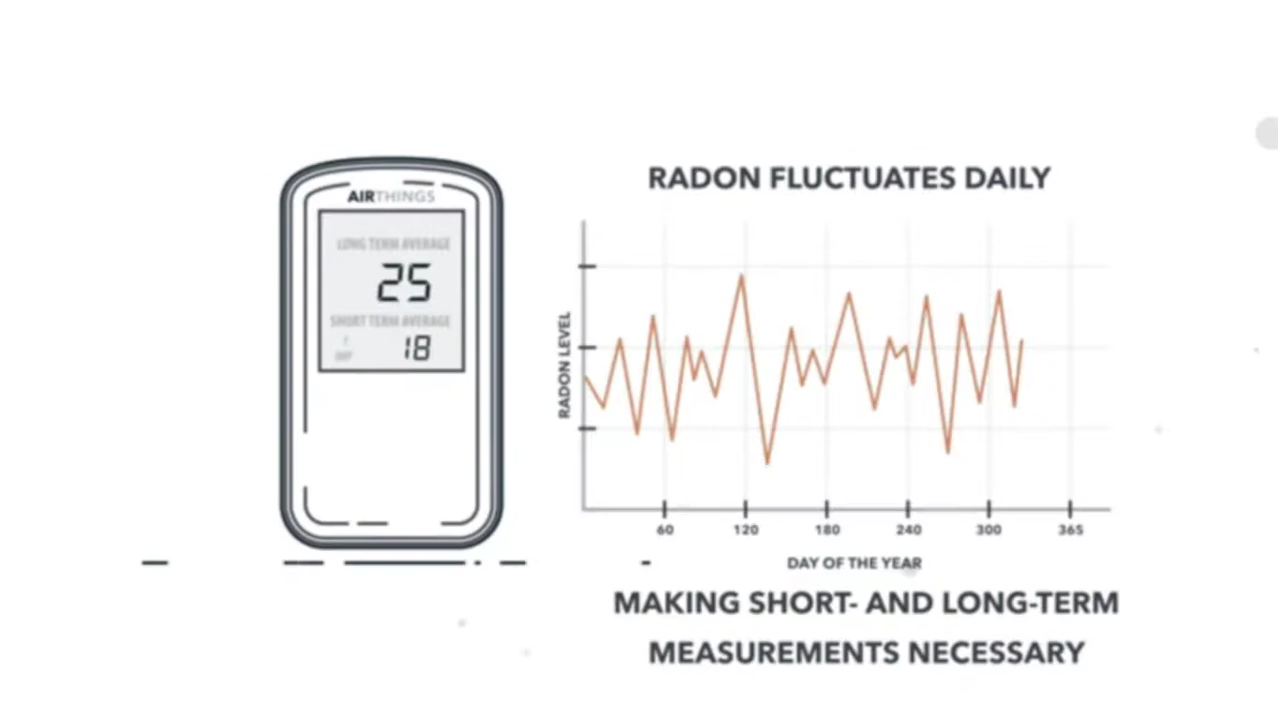 AIRTHINGS
LONG TERM AVERAGE
25
SHORT TERM AVERAGE
18
RADON FLUCTUATES DAILY
RADON LEVEL
60 120 180 240 300 365
DAY OF THE YEAR
MAKING SHORT- AND LONG-TERM
MEASUREMENTS NECESSARY